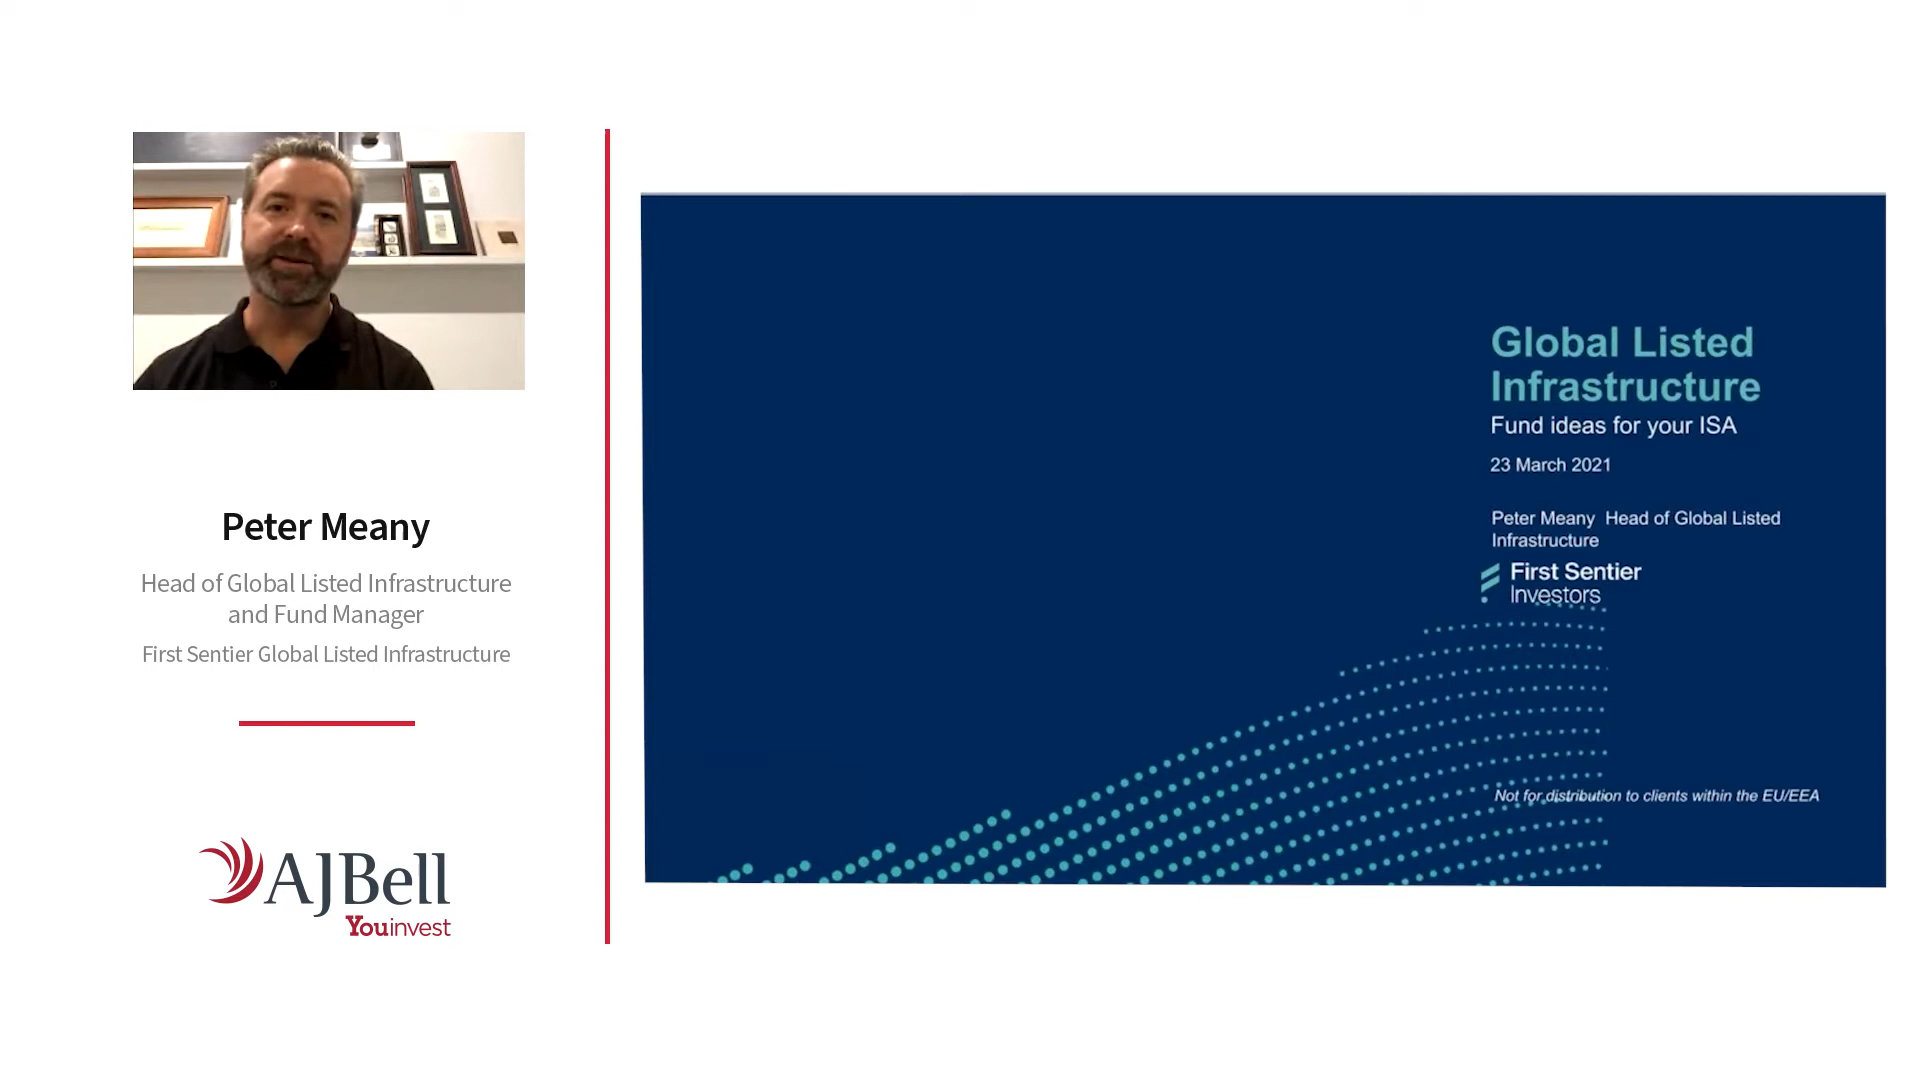 Peter Meany
Head of Global Listed Infrastructure
and Fund Manager
First Sentier Global Listed Infrastructure
AJBell
Youinvest
Global Listed
Infrastructure
Fund ideas for your ISA
23 March 2021
Peter Meany Head of Global Listed
Infrastructure
First Sentier
Investors
Not for distribution to clients within the EU/EEA